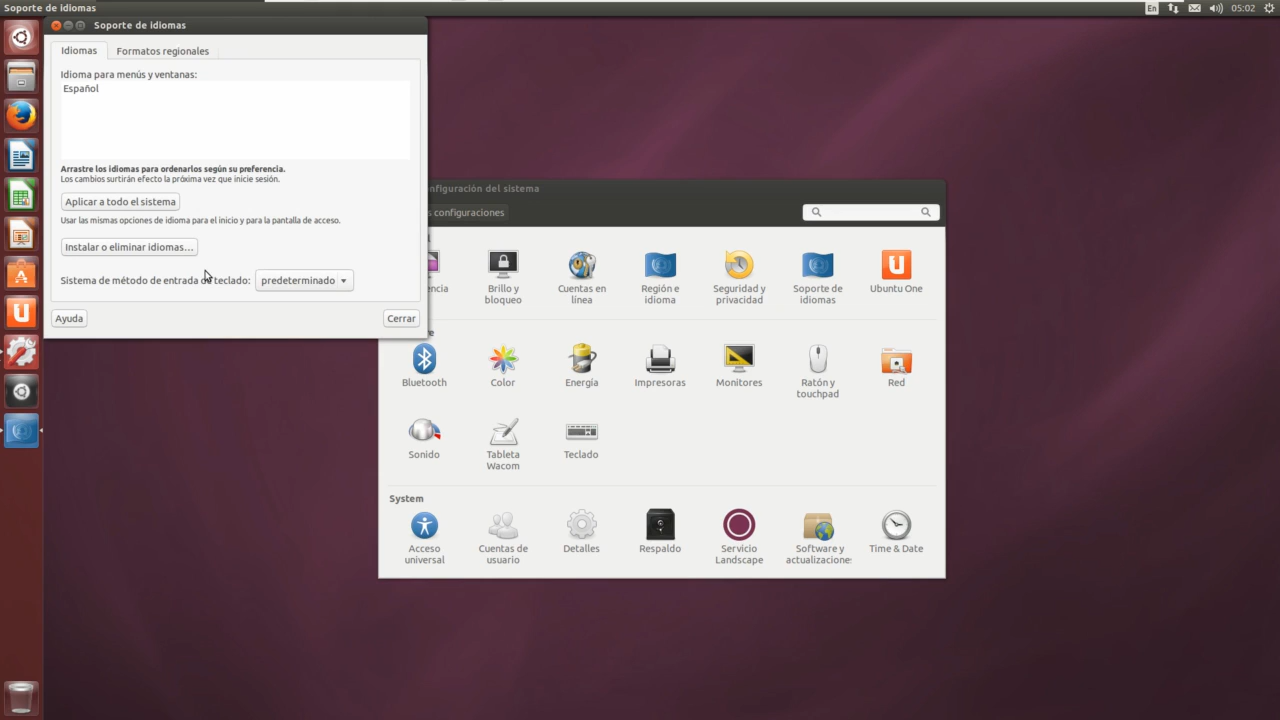 Soporte de idiomas
En
05:02
Soporte de idiomas
Idiomas
Formatos regionales
Idioma para menús y ventanas:
Español
Arrastre los idiomas para ordenarlos según su preferencia.
Los cambios surtirán efecto la próxima vez que inicie sesión.
Aplicar a todo el sistema
Usar las mismas opciones de idioma para el inicio y para la pantalla de acceso.
Instalar o eliminar idiomas...
Sistema de método de entrada de teclado:
predeterminado
Ayuda
Cerrar
nfiguración del sistema
s configuraciones
l
encia
Brillo y
bloqueo
Cuentas en
línea
Región e
idioma
Seguridad y
privacidad
Soporte de
idiomas
Ubuntu One
e
Bluetooth
Color
Energía
Impresoras
Monitores
Ratón y
touchpad
Red
Sonido
Tableta
Wacom
Teclado
System
Acceso
universal
Cuentas de
usuario
Detalles
Respaldo
Servicio
Landscape
Software y
actualizaciones
Time & Date